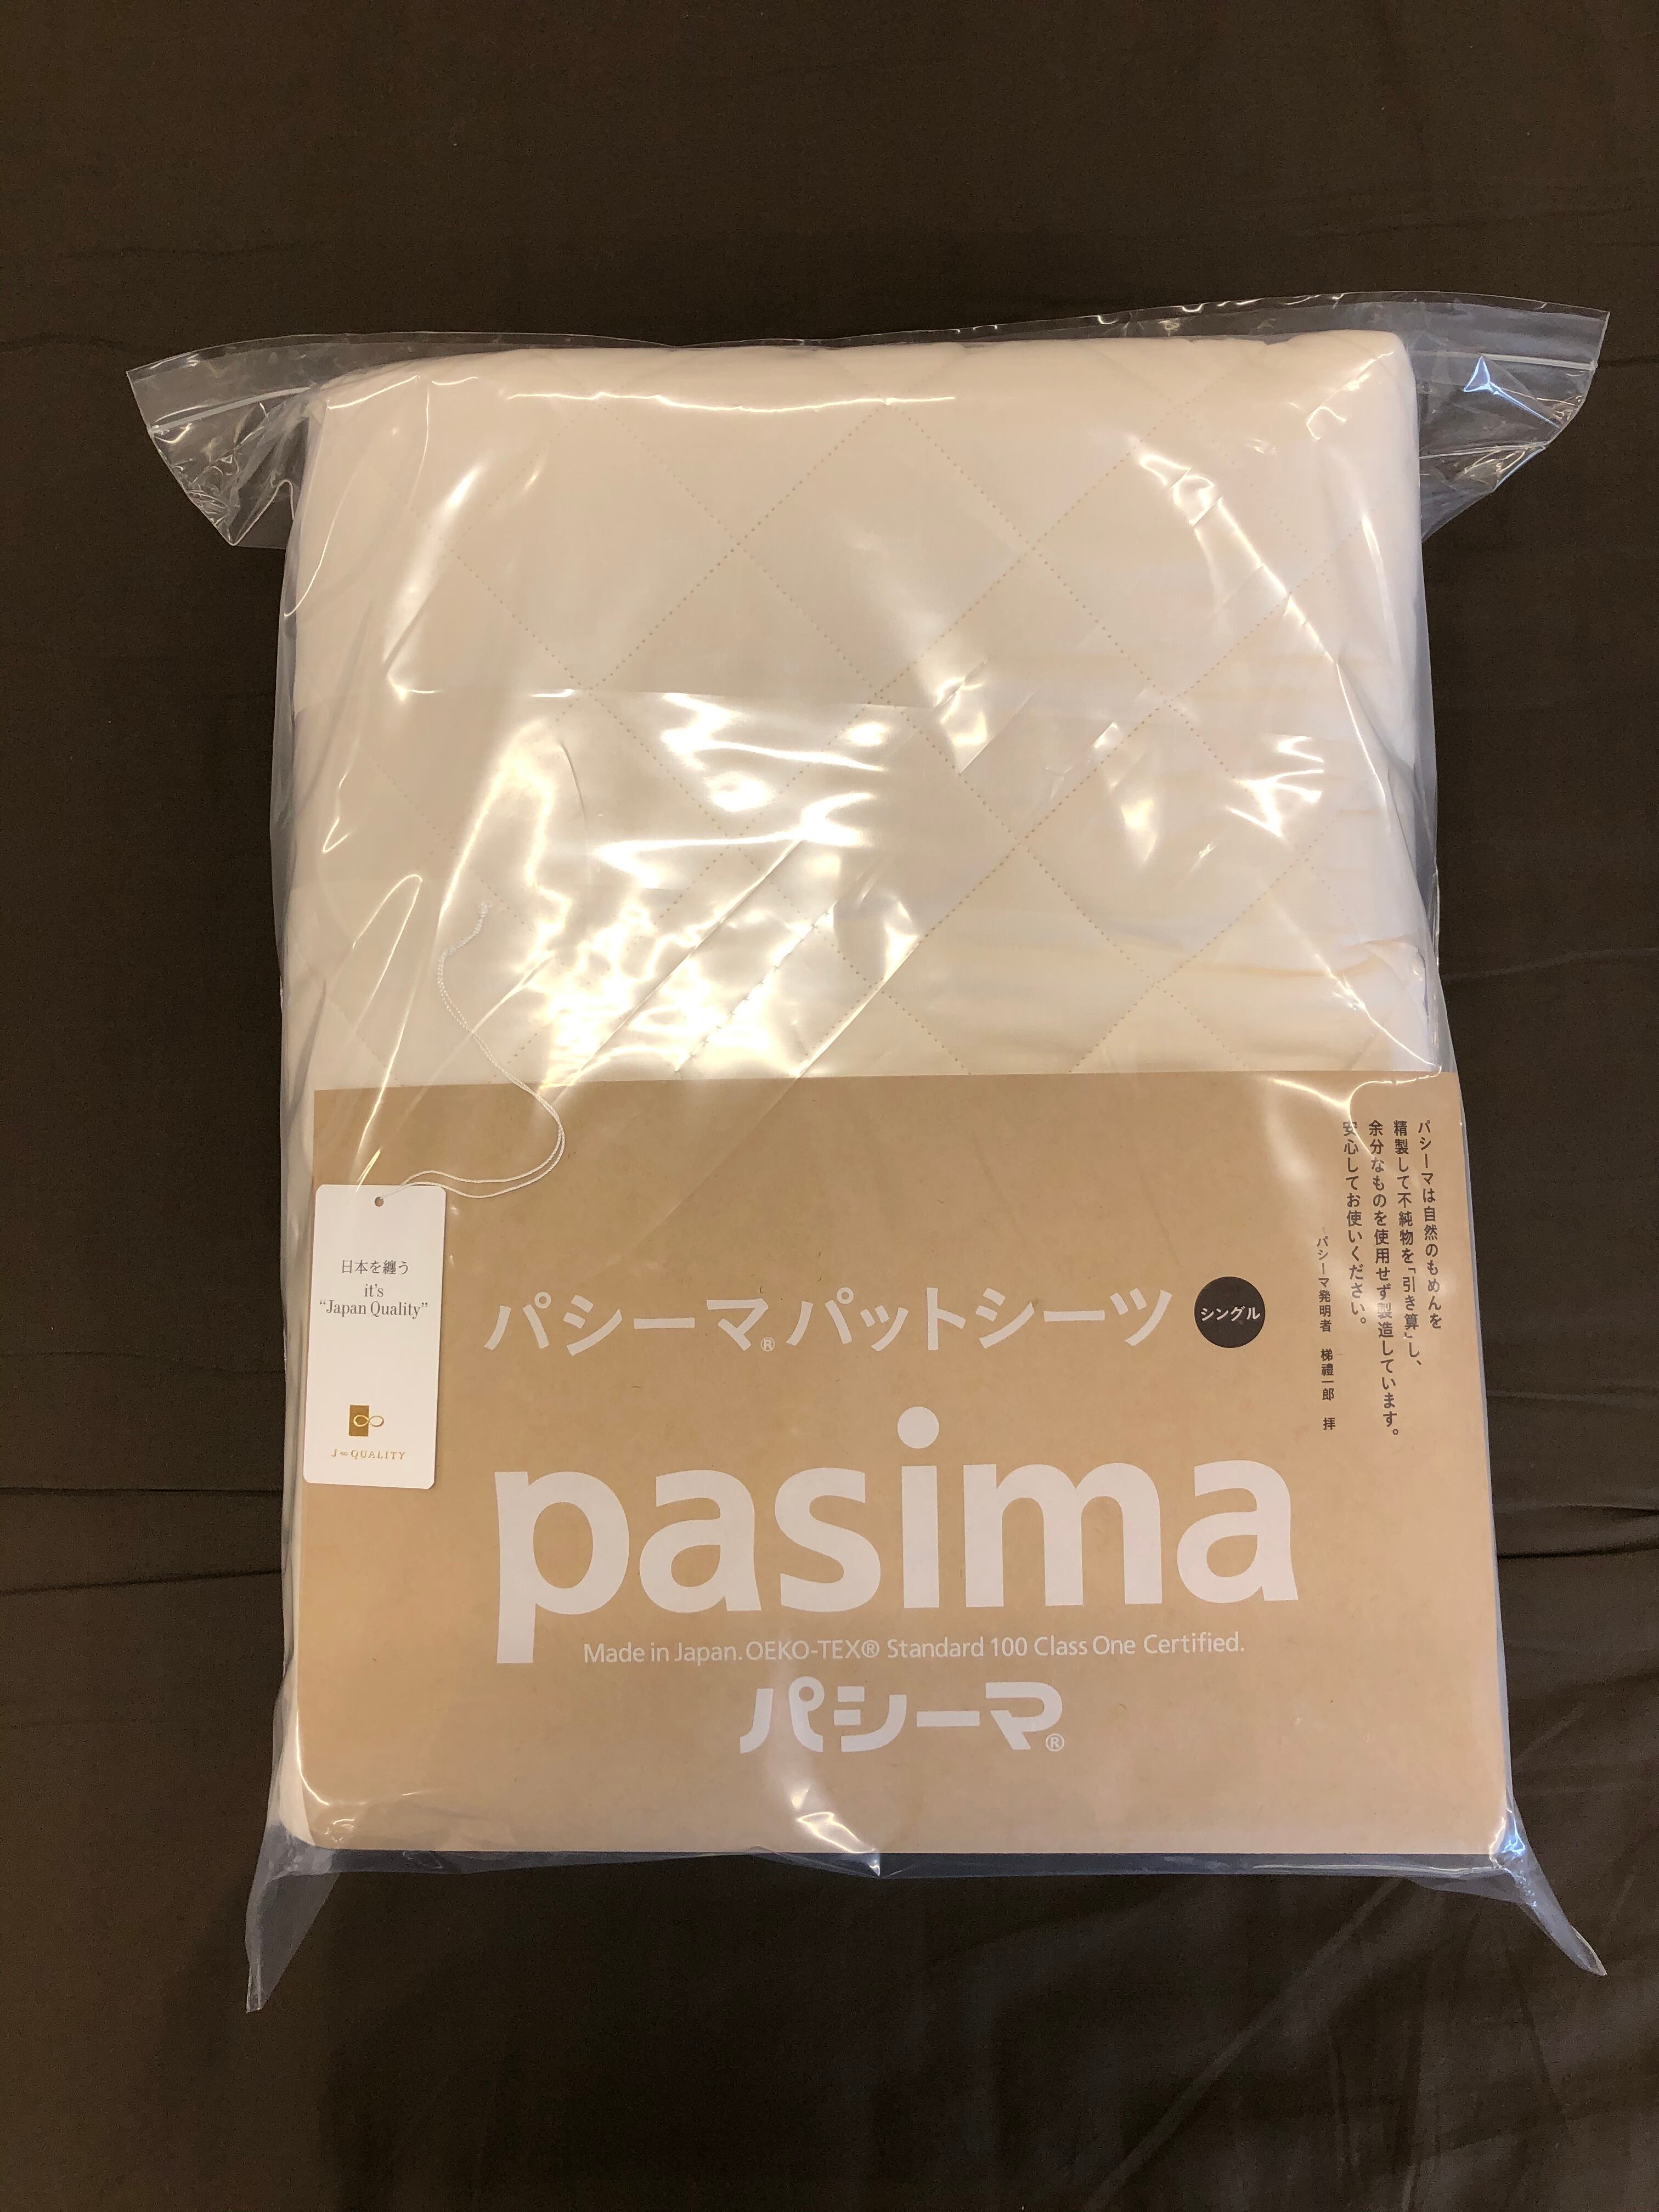 パシーマは自然のもめんを
精製して不純物を「引き算」し、
余分なものを使用せず製造しています。
安心してお使いください。
パシーマ発明者 梯禮一郎 拝
日本を纏う
it's
“Japan Quality”
J∞QUALITY
パシーマ®パットシーツ シングル
pasima
Made in Japan. OEKO-TEX® Standard 100 Class One Certified.
パシーマ®